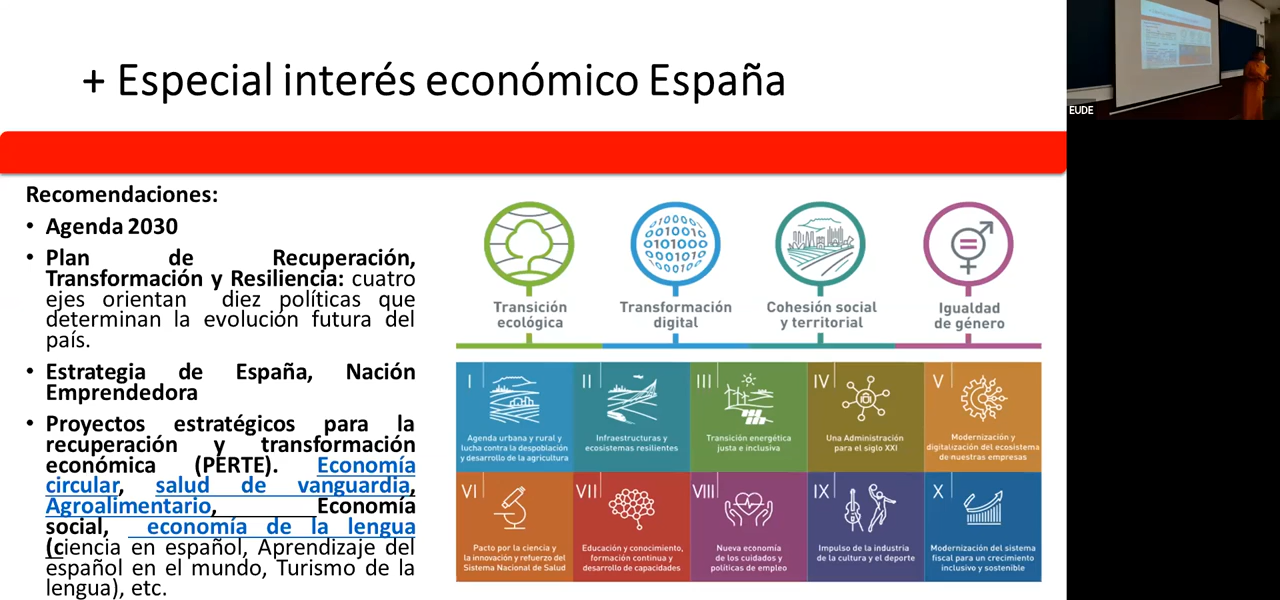 + Especial interés económico España
EUDE
Recomendaciones:
• Agenda 2030
• Plan de Recuperación,
Transformación y Resiliencia: cuatro
ejes orientan diez políticas que
determinan la evolución futura del
país.
• Estrategia de España, Nación
Emprendedora
• Proyectos estratégicos para la
recuperación y transformación
económica (PERTE). Economía
circular, salud de vanguardia,
Agroalimentario, Economía
social, economía de la lengua
(ciencia en español, Aprendizaje del
español en el mundo, Turismo de la
lengua), etc.
Transición
ecológica
Transformación
digital
Cohesión social
y territorial
Igualdad
de género
I
Agenda urbana y rural y
lucha contra la despoblación
y desarrollo de la agricultura
II
Infraestructuras y
ecosistemas resilientes
III
Transición energética
justa e inclusiva
IV
Una Administración
para el siglo XXI
V
Modernización y
digitalización del ecosistema
de nuestras empresas
VI
Pacto por la ciencia y
la innovación y refuerzo del
Sistema Nacional de Salud
VII
Educación y conocimiento,
formación continua y
desarrollo de capacidades
VIII
Nueva economía
de los cuidados y
políticas de empleo
IX
Impulso de la industria
de la cultura y el deporte
X
Modernización del sistema
fiscal para un crecimiento
inclusivo y sostenible